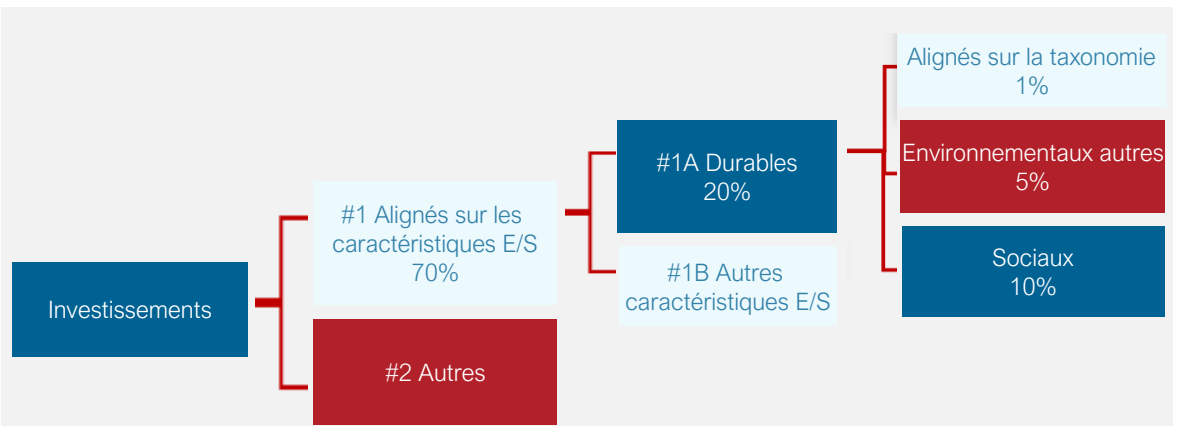 Investissements
#1 Alignés sur les
caractéristiques E/S
70%
#2 Autres
#1A Durables
20%
#1B Autres
caractéristiques E/S
Alignés sur la taxonomie
1%
Environnementaux autres
5%
Sociaux
10%